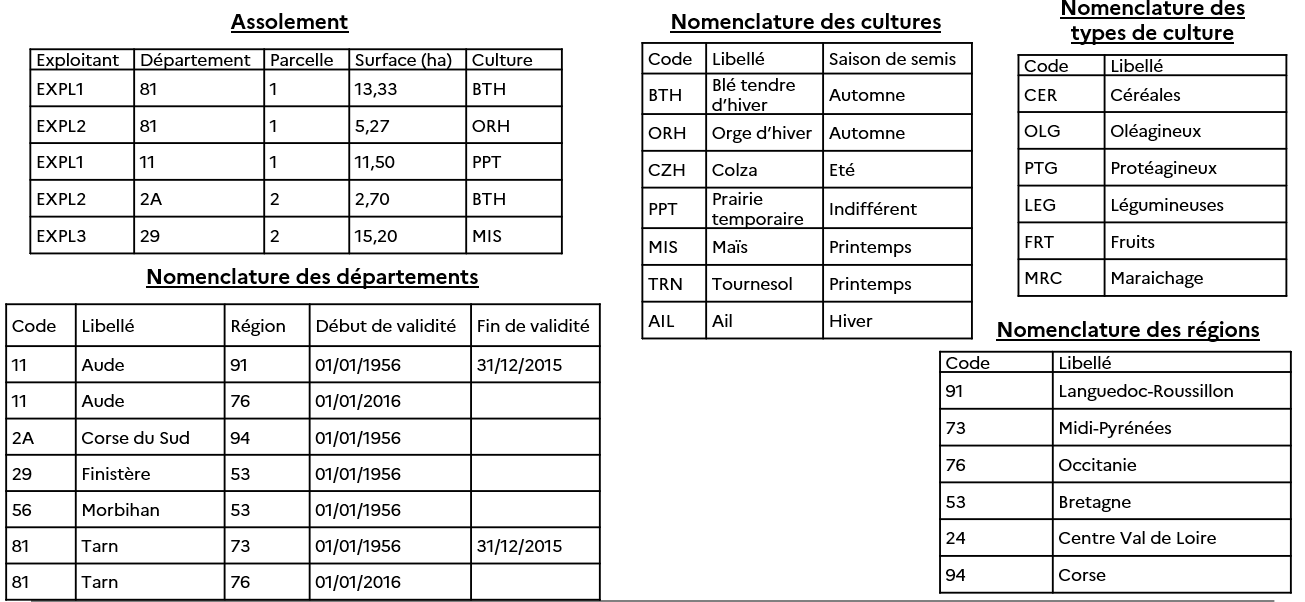 Assolement
Exploitant Département Parcelle Surface (ha) Culture
EXPL1 81 1 13,33 BTH
EXPL2 81 1 5,27 ORH
EXPL1 11 1 11,50 PPT
EXPL2 2A 2 2,70 BTH
EXPL3 29 2 15,20 MIS
Nomenclature des départements
Code Libellé Région Début de validité Fin de validité
11 Aude 91 01/01/1956 31/12/2015
11 Aude 76 01/01/2016
2A Corse du Sud 94 01/01/1956
29 Finistère 53 01/01/1956
56 Morbihan 53 01/01/1956
81 Tarn 73 01/01/1956 31/12/2015
81 Tarn 76 01/01/2016
Nomenclature des cultures
Code Libellé Saison de semis
BTH Blé tendre
d'hiver Automne
ORH Orge d'hiver Automne
CZH Colza Eté
PPT Prairie
temporaire Indifférent
MIS Maïs Printemps
TRN Tournesol Printemps
AIL Ail Hiver
Nomenclature des
types de culture
Code Libellé
CER Céréales
OLG Oléagineux
PTG Protéagineux
LEG Légumineuses
FRT Fruits
MRC Maraichage
Nomenclature des régions
Code Libellé
91 Languedoc-Roussillon
73 Midi-Pyrénées
76 Occitanie
53 Bretagne
24 Centre Val de Loire
94 Corse